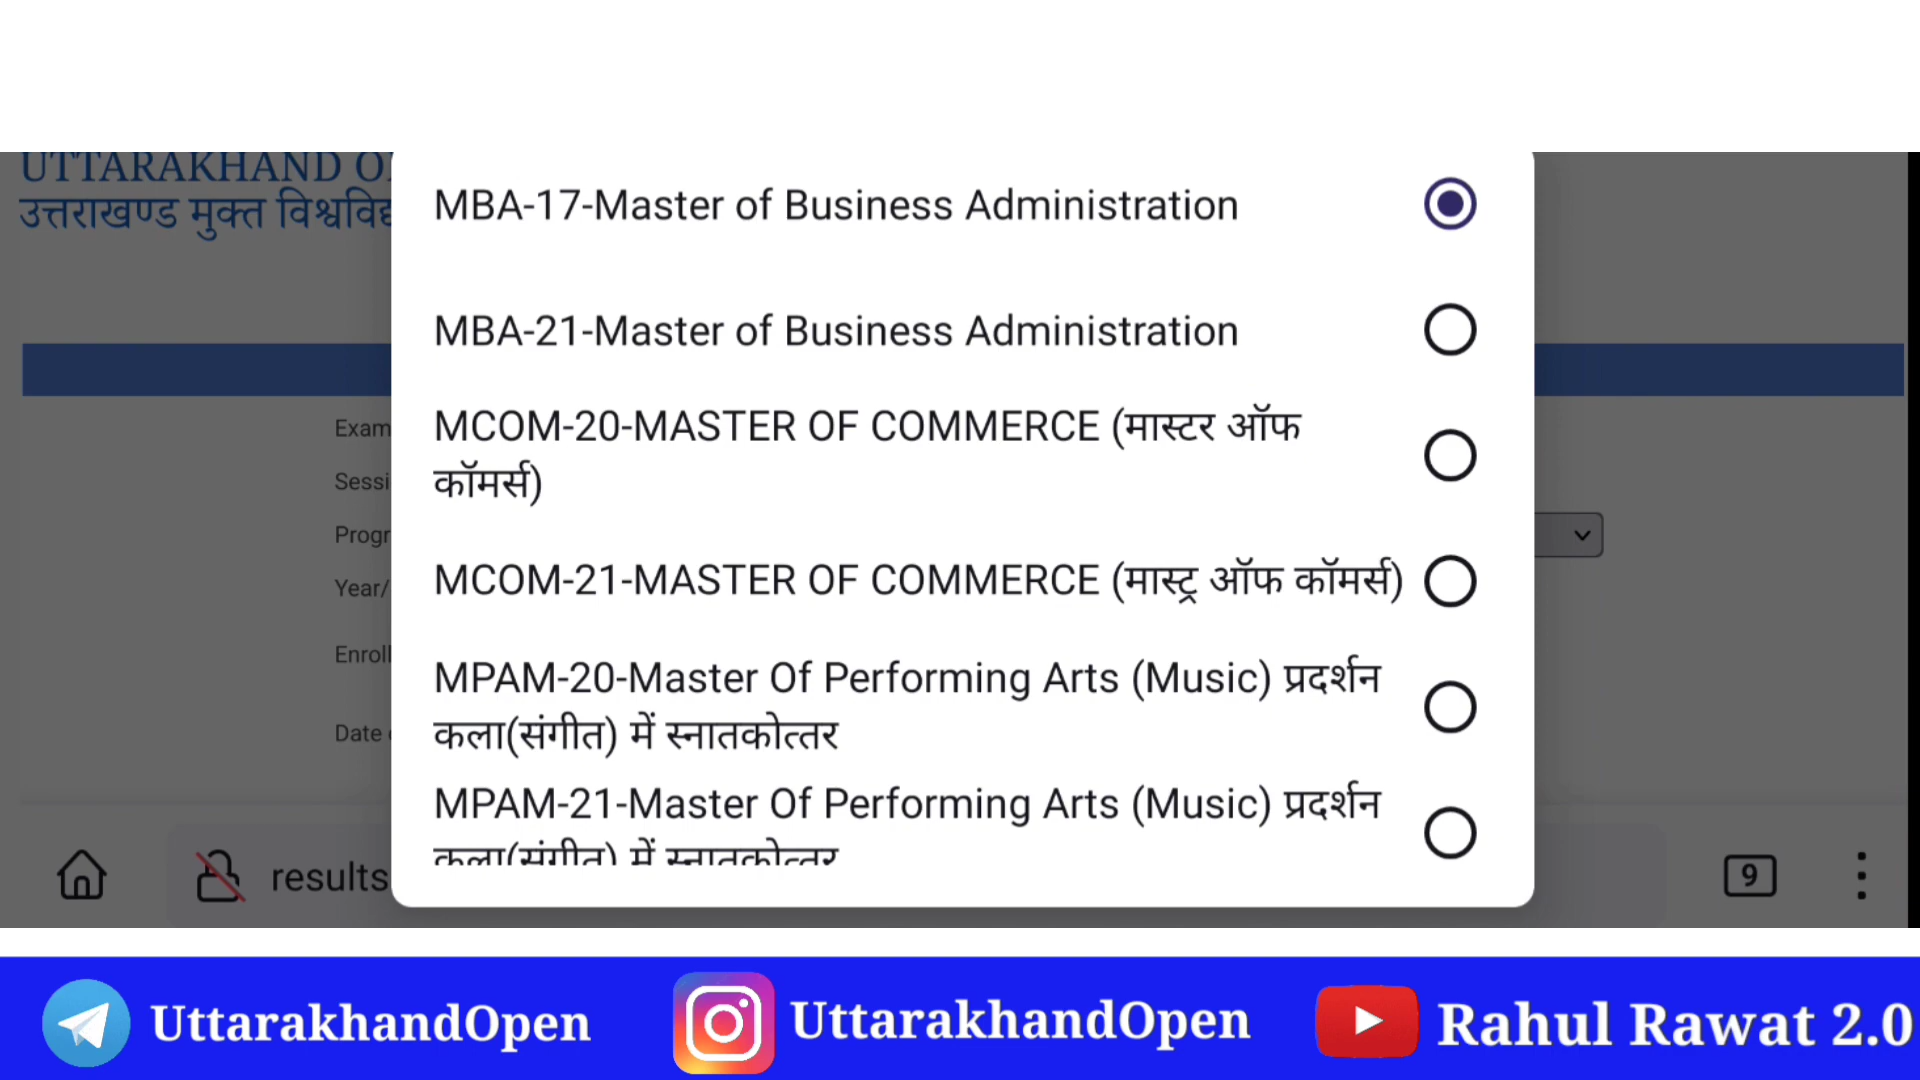 UTTARAKHAND
उत्तराखण्ड मुक्त
MBA-17-Master of Business Administration
MBA-21-Master of Business Administration
MCOM-20-MASTER OF COMMERCE (मास्टर ऑफ
कॉमर्स)
MCOM-21-MASTER OF COMMERCE (मास्ट्र ऑफ कॉमर्स)
MPAM-20-Master Of Performing Arts (Music) प्रदर्शन
कला(संगीत) में स्नातकोत्तर
MPAM-21-Master Of Performing Arts (Music) प्रदर्शन
कला(संगीत) में स्नातकोत्तर
Exam
Sessi
Progr
Year/
Enroll
Date
results
9
UttarakhandOpen
UttarakhandOpen
Rahul Rawat 2.0